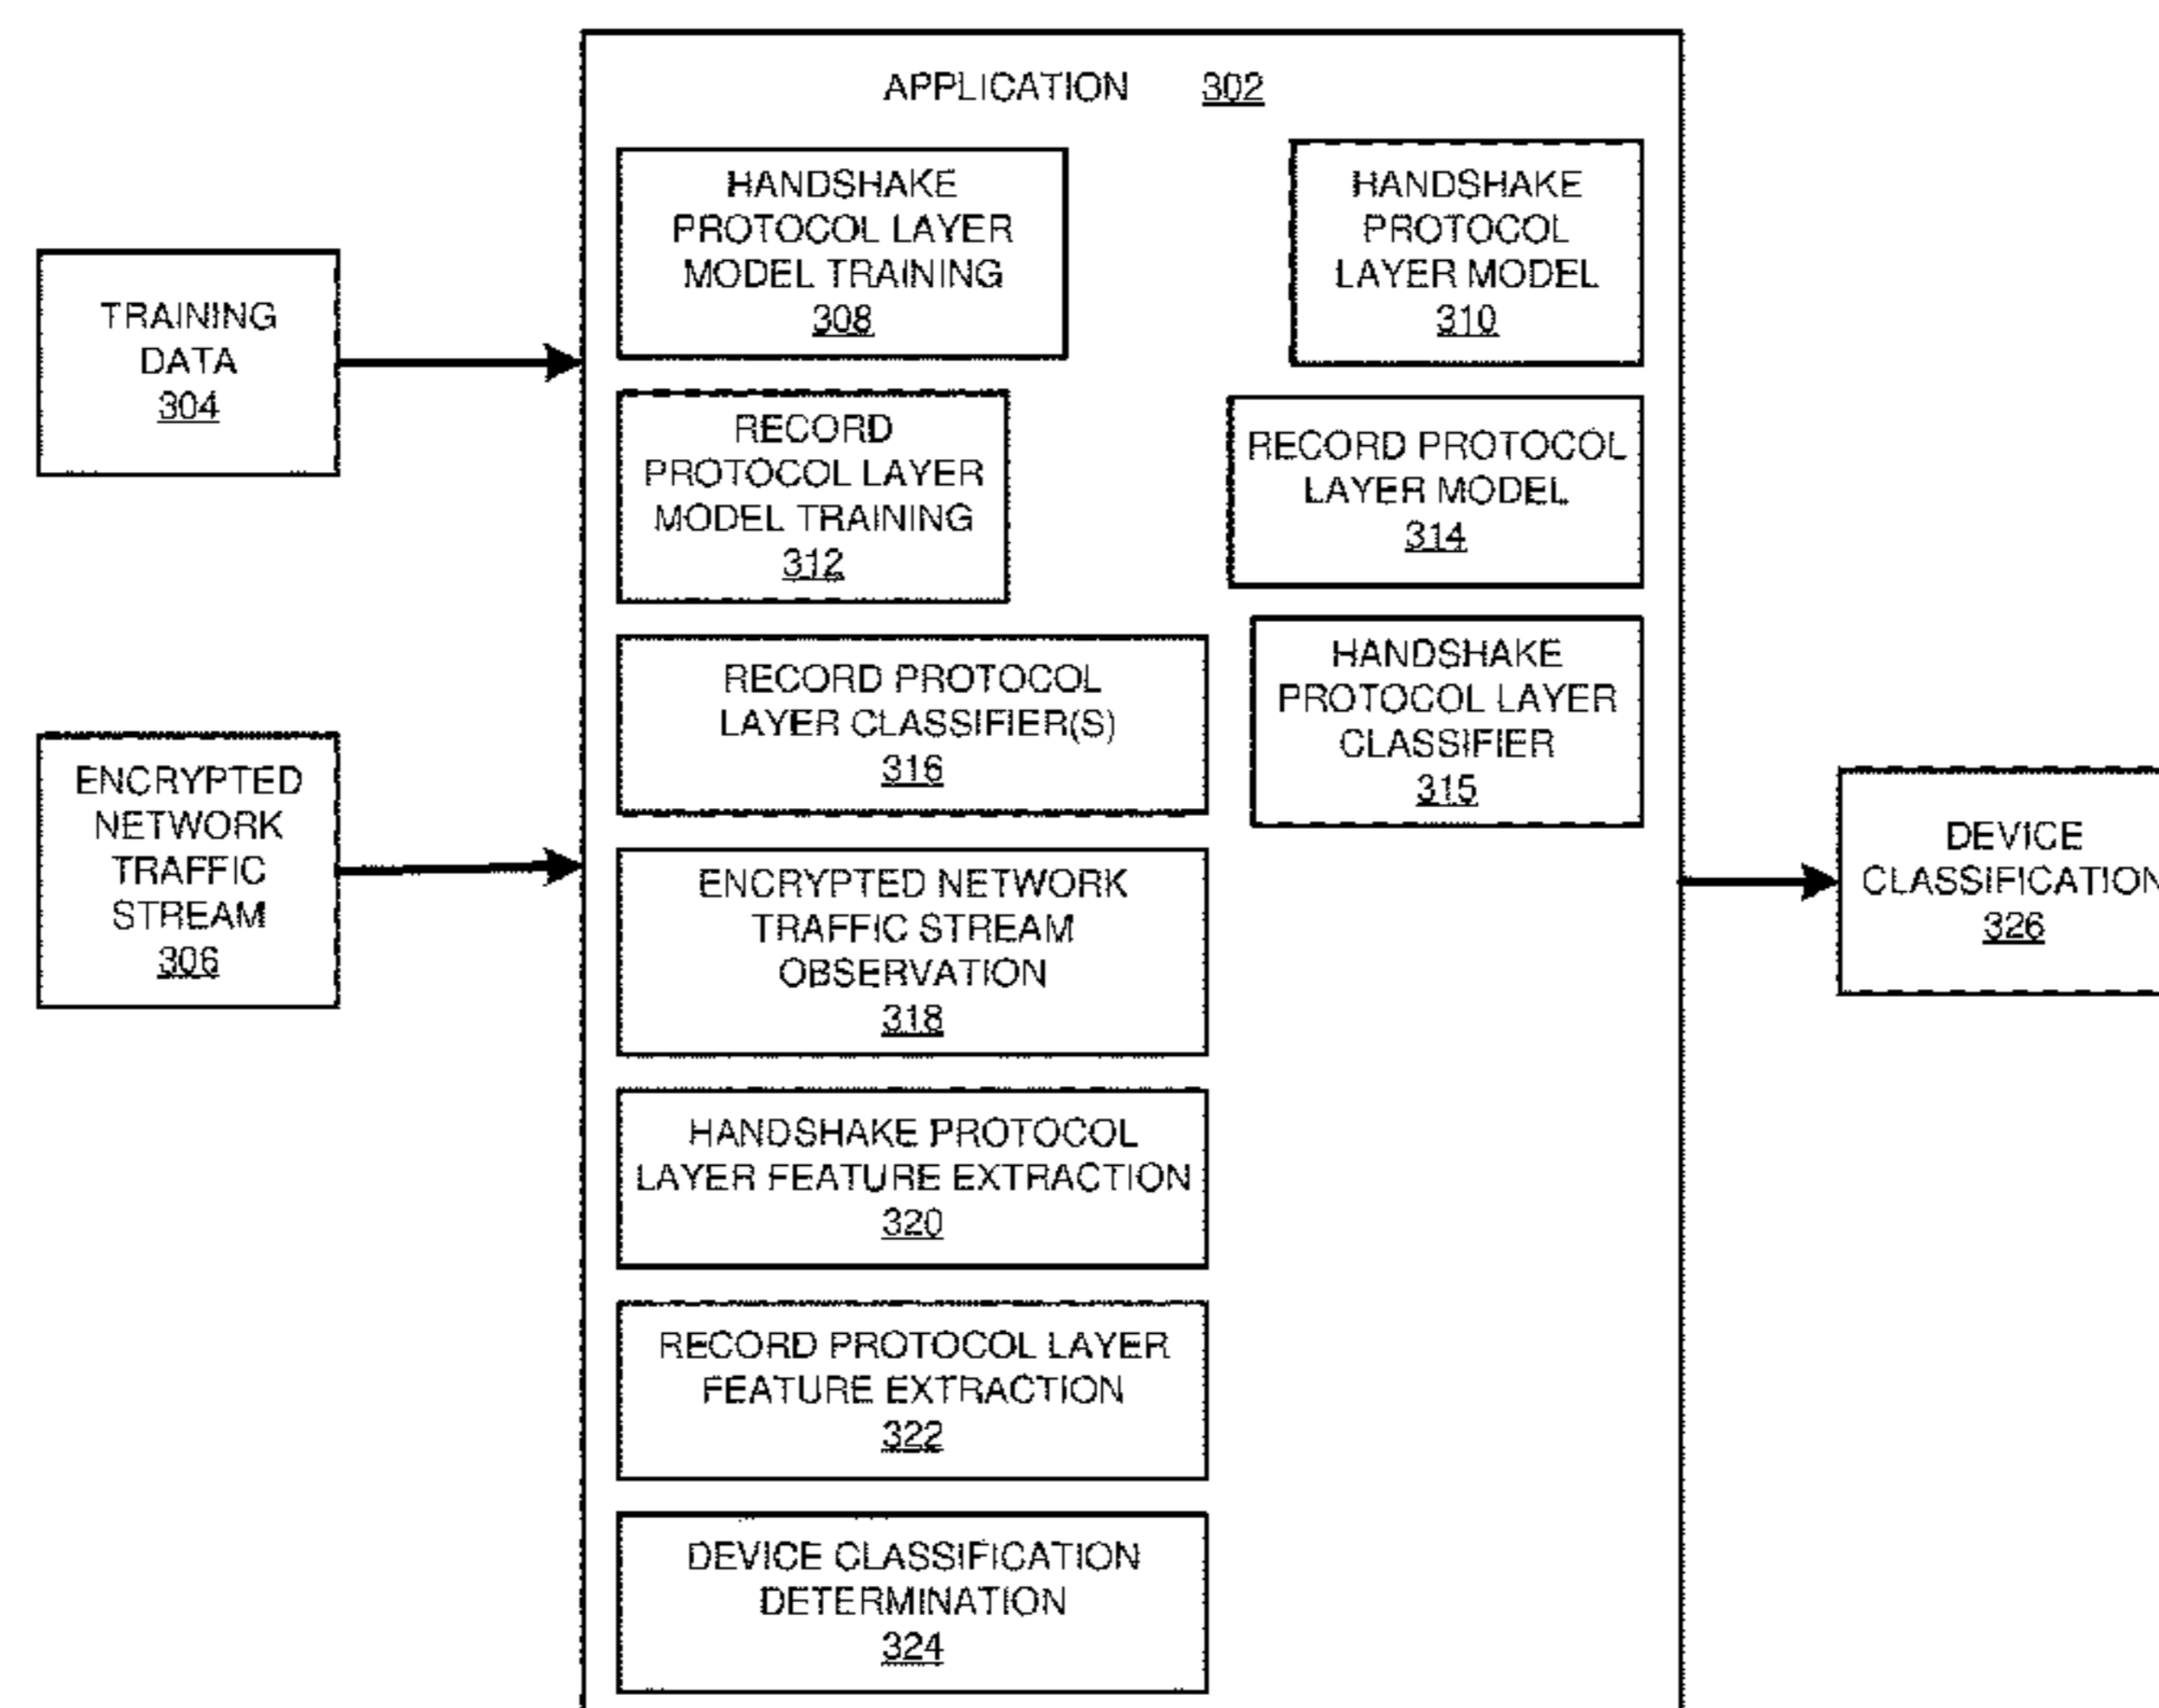 APPLICATION 302
HANDSHAKE
PROTOCOL LAYER
MODEL TRAINING
308
HANDSHAKE
PROTOCOL
LAYER MODEL
310
TRAINING
DATA
304
RECORD
PROTOCOL LAYER
MODEL TRAINING
312
RECORD PROTOCOL
LAYER MODEL
314
RECORD PROTOCOL
LAYER CLASSIFIER(S)
316
HANDSHAKE
PROTOCOL LAYER
CLASSIFIER
315
ENCRYPTED
NETWORK
TRAFFIC
STREAM
306
ENCRYPTED NETWORK
TRAFFIC STREAM
OBSERVATION
318
DEVICE
CLASSIFICATION
326
HANDSHAKE PROTOCOL
LAYER FEATURE EXTRACTION
320
RECORD PROTOCOL LAYER
FEATURE EXTRACTION
322
DEVICE CLASSIFICATION
DETERMINATION
324